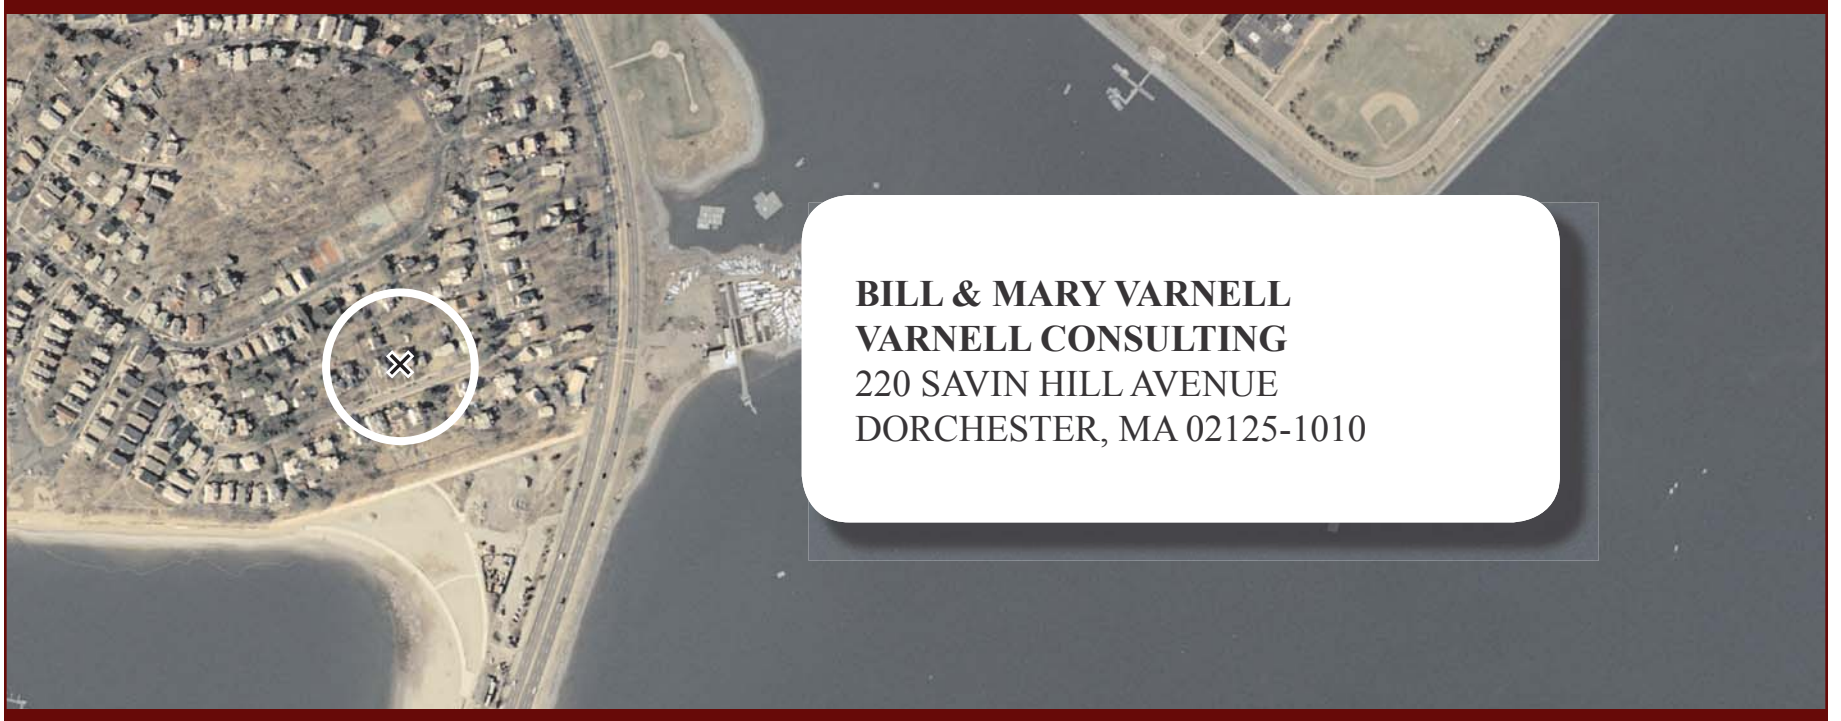 BILL & MARY VARNELL
VARNELL CONSULTING
220 SAVIN HILL AVENUE
DORCHESTER, MA 02125-1010